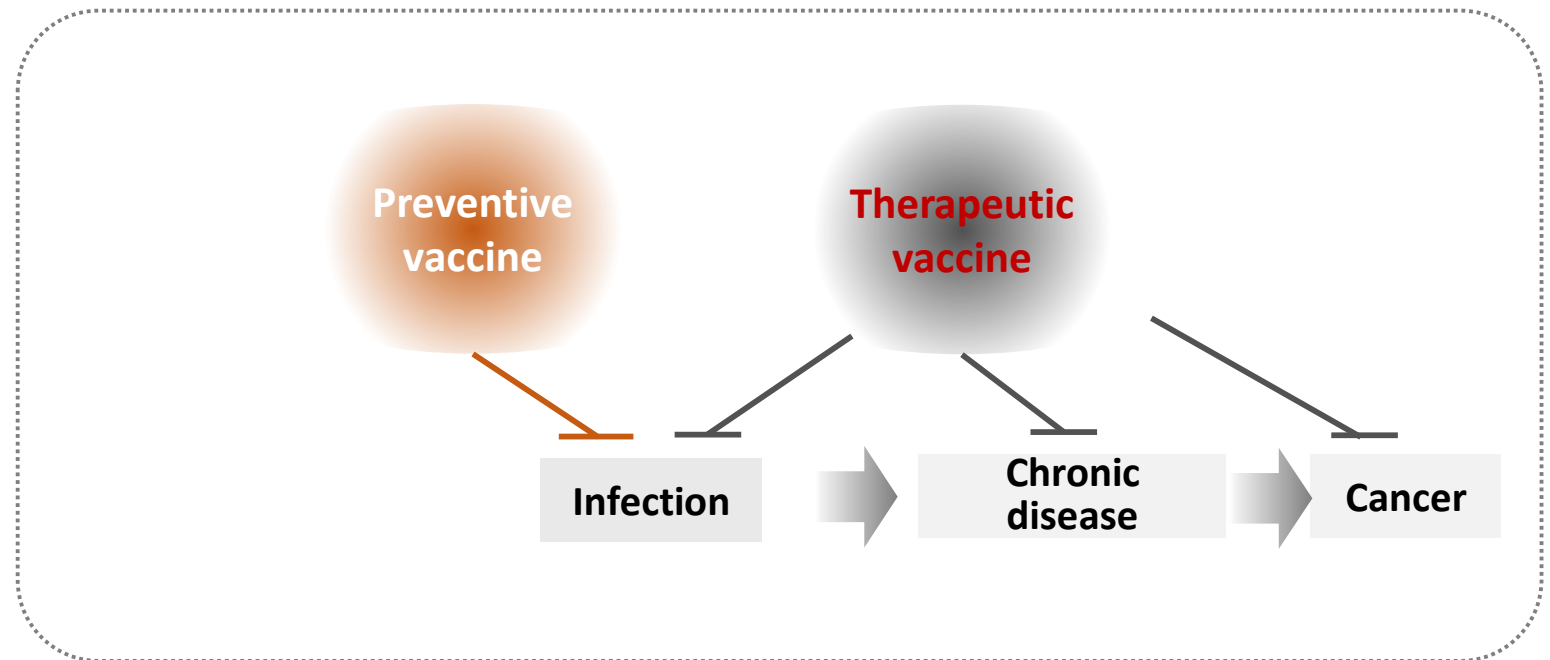 Preventive
vaccine
Therapeutic
vaccine
Infection
Chronic
disease
Cancer